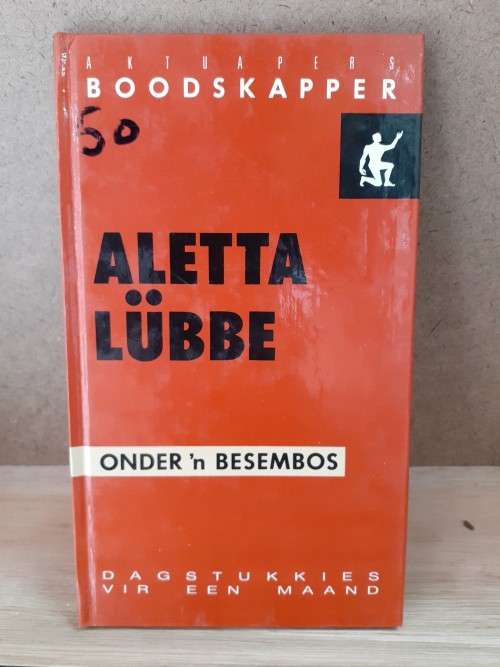 AKTUAPERS
BOODSKAPPER
50
ALETTA
LÜBBE
ONDER 'n BESEMBOS
DAGSTUKKIES
VIR EEN MAAND